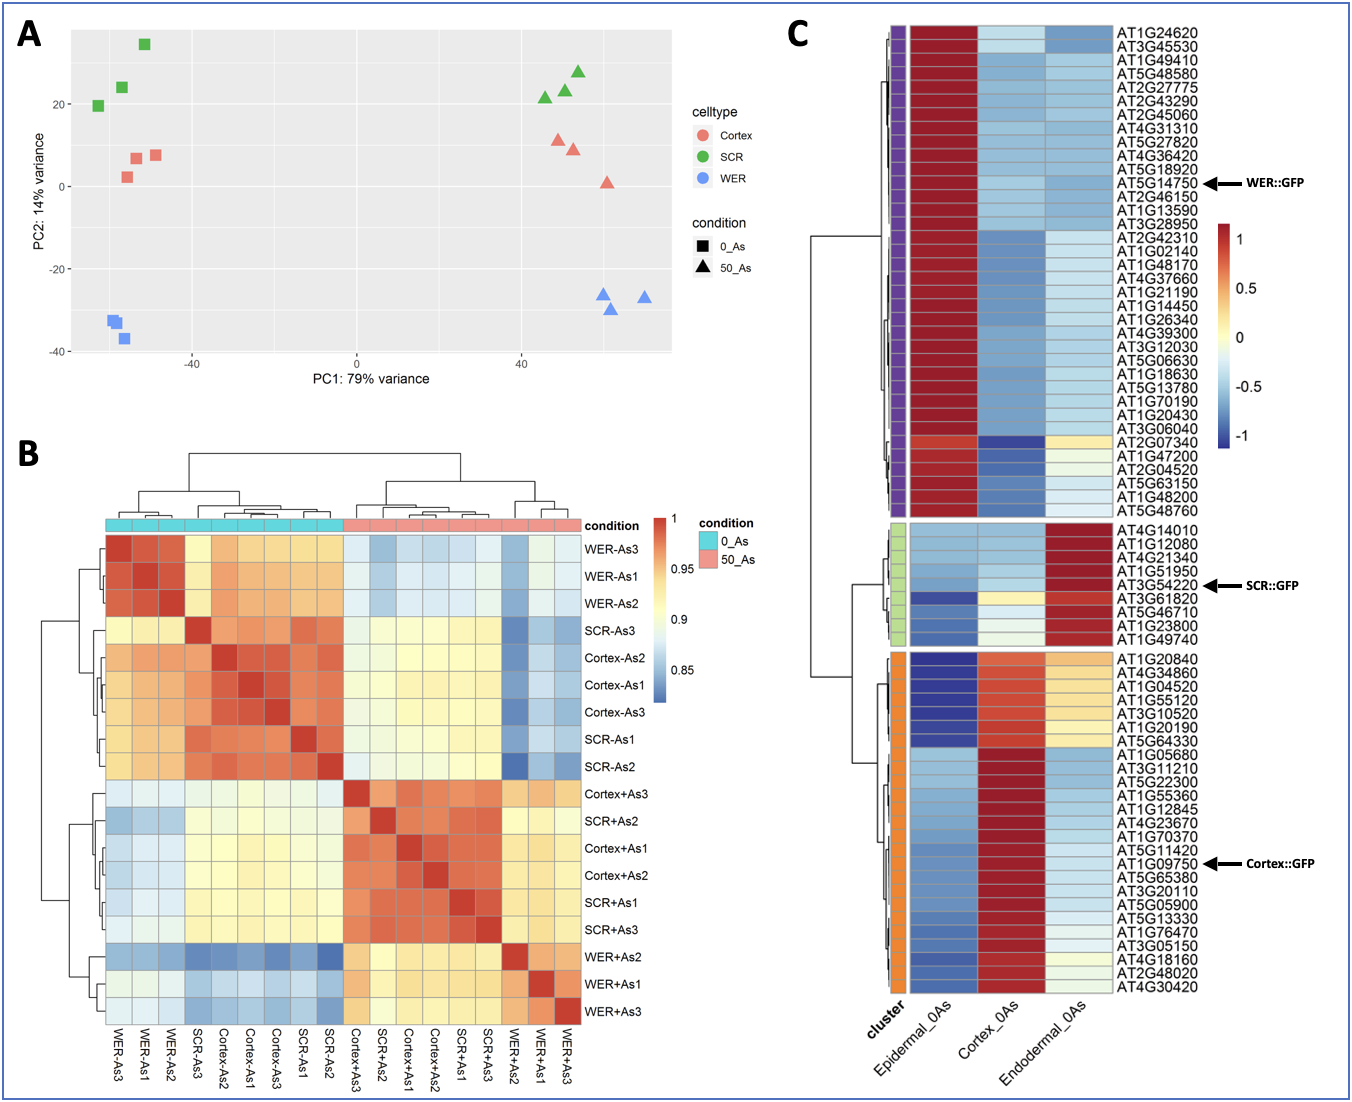 A
20
0
-20
-40
-40
0
40
PC2: 14% variance
PC1: 79% variance
celltype
Cortex
SCR
WER
condition
0_As
50_As
B
condition
WER-As3
WER-As1
WER-As2
SCR-As3
Cortex-As2
Cortex-As1
Cortex-As3
SCR-As1
SCR-As2
Cortex+As3
SCR+As2
Cortex+As1
Cortex+As2
SCR+As1
SCR+As3
WER+As2
WER+As1
WER+As3
WER-As3
WER-As1
WER-As2
SCR-As3
Cortex-As2
Cortex-As1
Cortex-As3
SCR-As1
SCR-As2
Cortex+As3
SCR+As2
Cortex+As1
Cortex+As2
SCR+As1
SCR+As3
WER+As2
WER+As1
WER+As3
1
0.95
0.9
0.85
condition
0_As
50_As
C
AT1G24620
AT3G45530
AT1G49410
AT5G48580
AT2G27775
AT2G43290
AT2G45060
AT4G31310
AT5G27820
AT4G36420
AT5G18920
AT5G14750
AT2G46150
AT1G13590
AT3G28950
AT2G42310
AT1G02140
AT1G48170
AT4G37660
AT1G21190
AT1G14450
AT1G26340
AT4G39300
AT3G12030
AT5G06630
AT1G18630
AT5G13780
AT1G70190
AT1G20430
AT3G06040
AT2G07340
AT1G47200
AT2G04520
AT5G63150
AT1G48200
AT5G48760
AT4G14010
AT1G12080
AT4G21340
AT1G51950
AT3G54220
AT3G61820
AT5G46710
AT1G23800
AT1G49740
AT1G20840
AT4G34860
AT1G04520
AT1G55120
AT3G10520
AT1G20190
AT5G64330
AT1G05680
AT3G11210
AT5G22300
AT1G55360
AT1G12845
AT4G23670
AT1G70370
AT5G11420
AT1G09750
AT5G65380
AT3G20110
AT5G05900
AT5G13330
AT1G76470
AT3G05150
AT4G18160
AT2G48020
AT4G30420
WER::GFP
SCR::GFP
Cortex::GFP
1
0.5
0
-0.5
-1
cluster
Epidermal_0As
Cortex_0As
Endodermal_0As